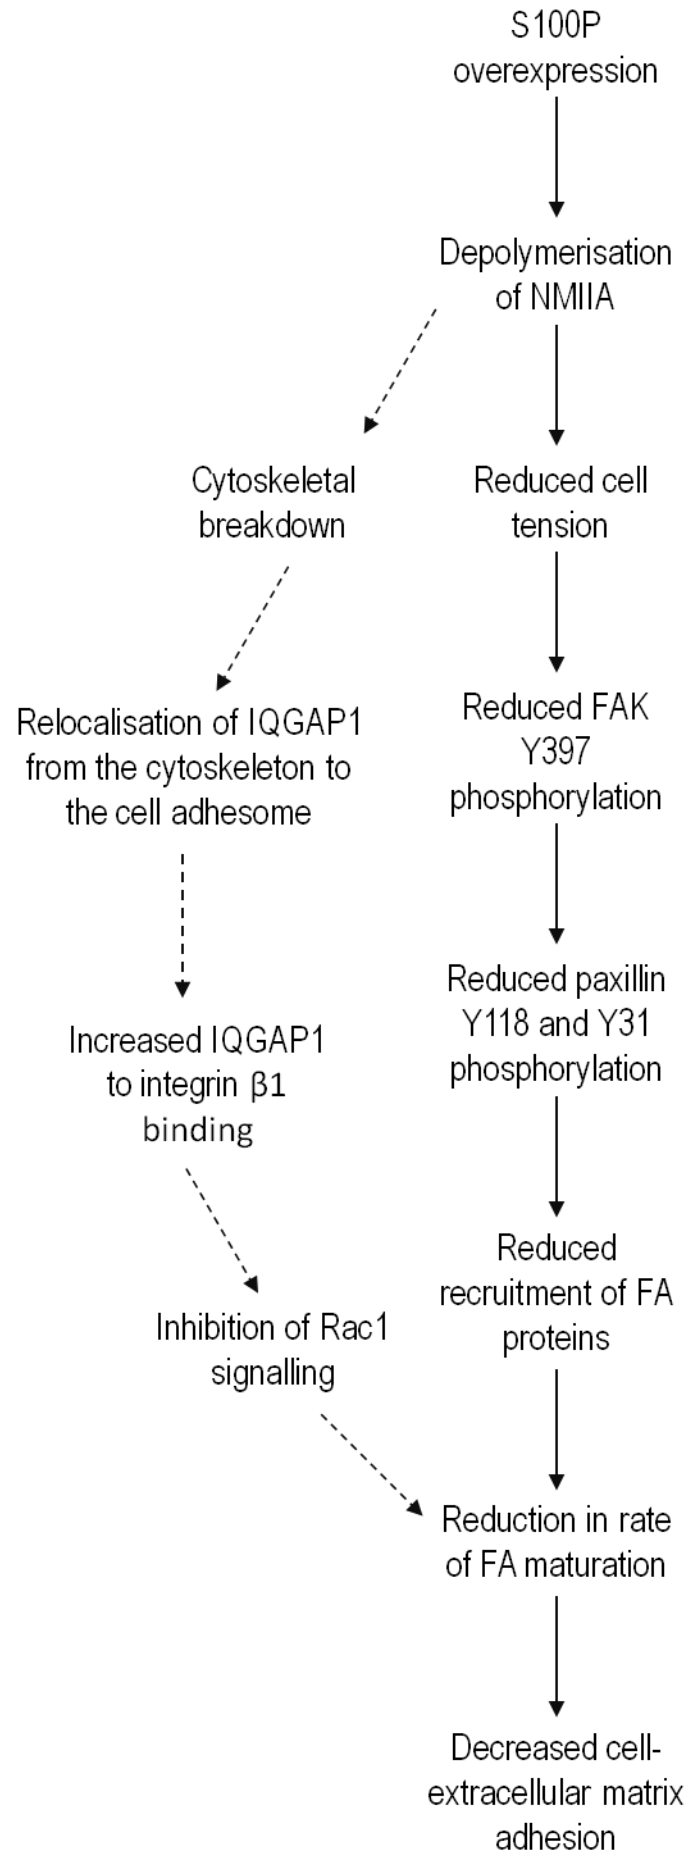 S100P
overexpression
Depolymerisation
of NMIIA
Cytoskeletal
breakdown
Reduced cell
tension
Relocalisation of IQGAP1
from the cytoskeleton to
the cell adhesome
Reduced FAK
Y397
phosphorylation
Increased IQGAP1
to integrin β1
binding
Reduced paxillin
Y118 and Y31
phosphorylation
Inhibition of Rac1
signalling
Reduced
recruitment of FA
proteins
Reduction in rate
of FA maturation
Decreased cell-
extracellular matrix
adhesion